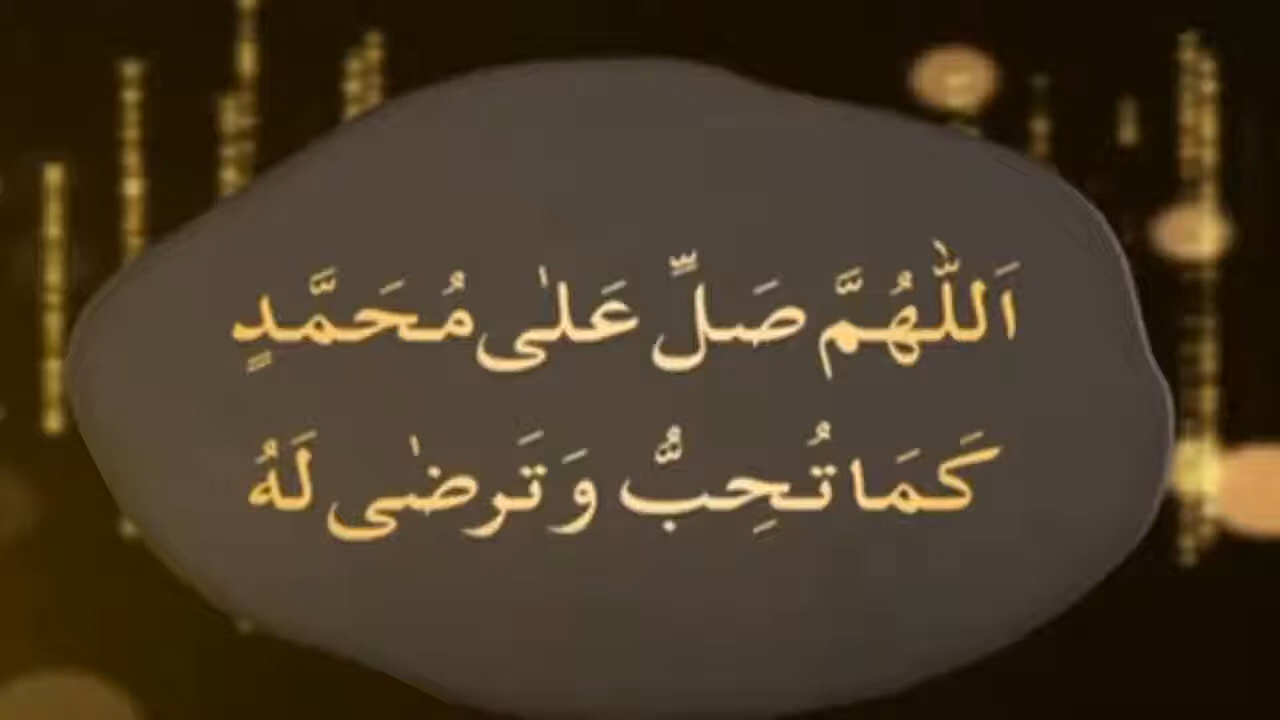 اَللّٰهُمَّ صَلِّ عَلٰى مُحَمَّدٍ
كَمَا تُحِبُّ وَ تَرضٰى لَهُ